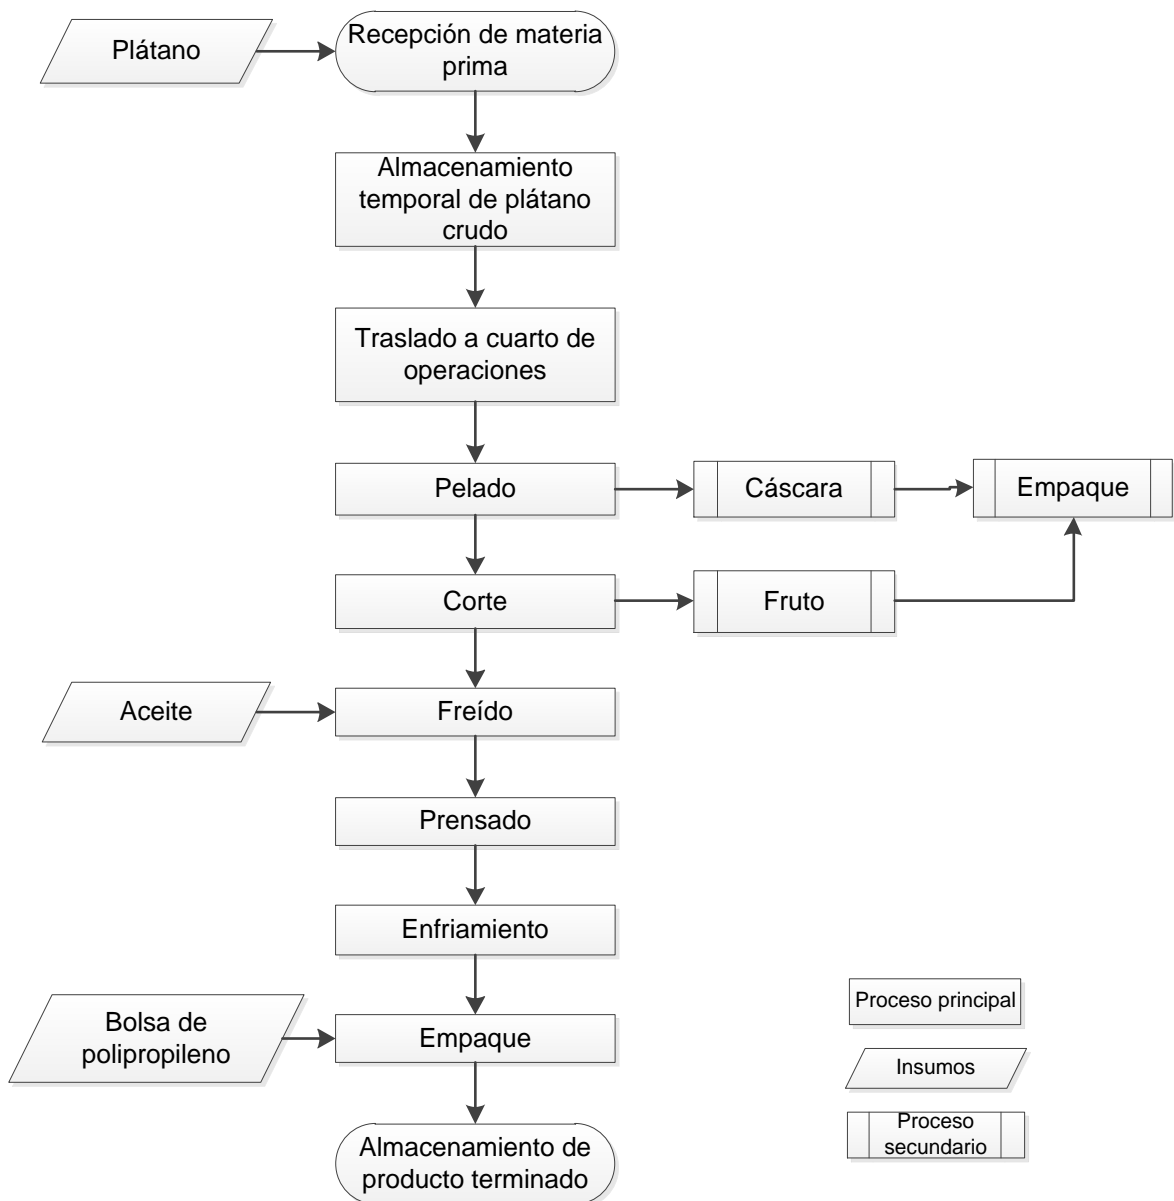 Plátano
Recepción de materia
prima
Almacenamiento
temporal de plátano
crudo
Traslado a cuarto de
operaciones
Pelado
Cáscara
Empaque
Corte
Fruto
Aceite
Freído
Prensado
Enfriamiento
Bolsa de
polipropileno
Empaque
Almacenamiento de
producto terminado
Proceso principal
Insumos
Proceso
secundario